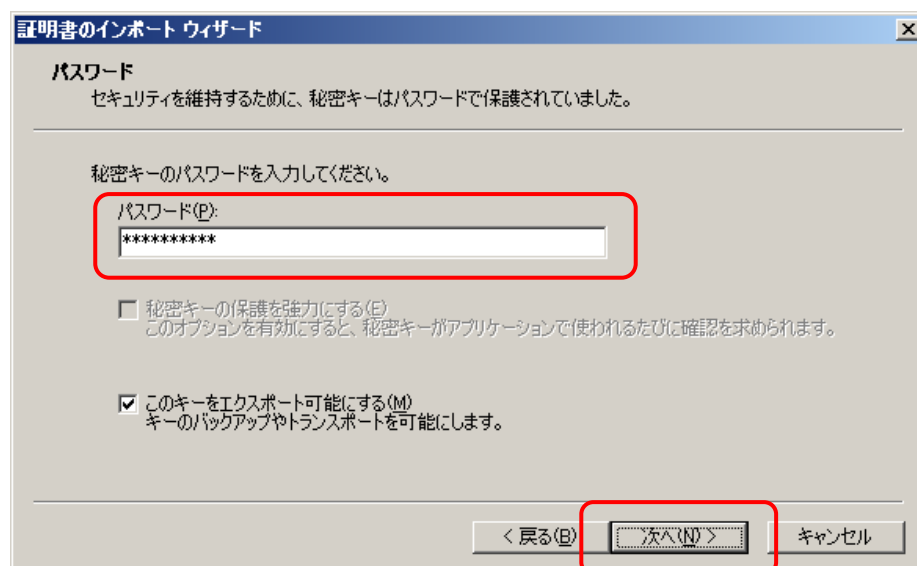 証明書のインポート ウィザード
パスワード
セキュリティを維持するために、秘密キーはパスワードで保護されていました。
秘密キーのパスワードを入力してください。
パスワード(P):
**********
秘密キーの保護を強力にする(E)
このオプションを有効にすると、秘密キーがアプリケーションで使われるたびに確認を求められます。
このキーをエクスポート可能にする(M)
キーのバックアップやトランスポートを可能にします。
< 戻る(B)
次へ(N) >
キャンセル